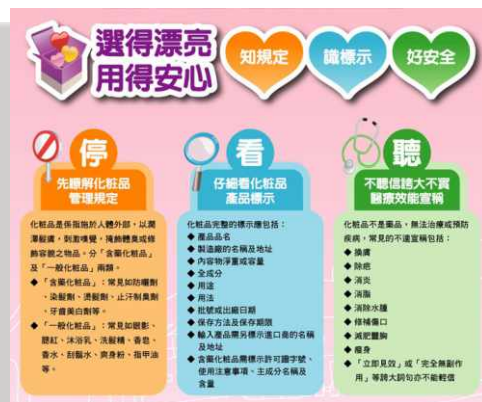 選得漂亮
用得安心
知規定
識標示
好安全
停
先瞭解化粧品
管理規定
化粧品是係指施於人體外部，以潤
澤髮膚，刺激嗅覺，掩飾體臭或修
飾容貌之物品。分「含藥化粧品」
及「一般化粧品」兩類。
◆「含藥化粧品」：常見如防曬劑
、染髮劑、燙髮劑、止汗制臭劑
、牙齒美白劑等。
◆「一般化粧品」：常見如眼影、
腮紅、沐浴乳、洗髮精、香皂、
香水、刮鬍水、爽身粉、指甲油
等。
看
仔細看化粧品
產品標示
化粧品完整的標示應包括：
◆ 產品品名
◆ 製造廠的名稱及地址
◆ 內容物淨重或容量
◆ 全成分
◆ 用途
◆ 用法
◆ 批號或出廠日期
◆ 保存方法及保存期限
◆ 輸入產品需另標示進口商的名稱
及地址
◆ 含藥化粧品需標示許可證字號、
使用注意事項、主成分名稱及
含量
聽
不聽信誇大不實
醫療效能宣稱
化粧品不是藥品，無法治療或預防
疾病，常見的不適宣稱包括：
◆ 換膚
◆ 除疤
◆ 消炎
◆ 消脂
◆ 消除水腫
◆ 修補傷口
◆ 減肥豐胸
◆ 瘦身
◆ 「立即見效」或「完全無副作
用」等誇大詞句亦不能輕信